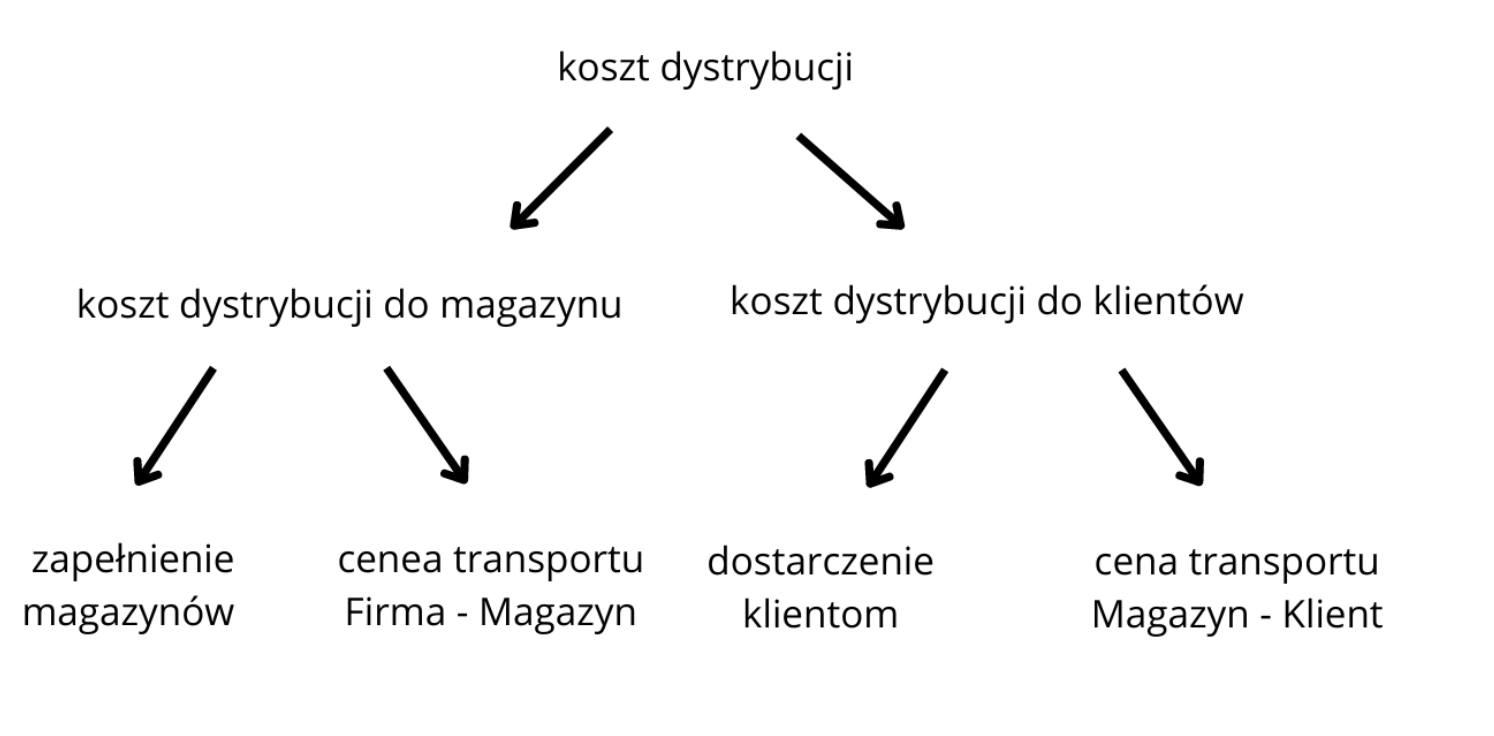 koszt dystrybucji
koszt dystrybucji do magazynu
koszt dystrybucji do klientów
zapełnienie
magazynów
cenea transportu
Firma - Magazyn
dostarczenie
klientom
cena transportu
Magazyn - Klient